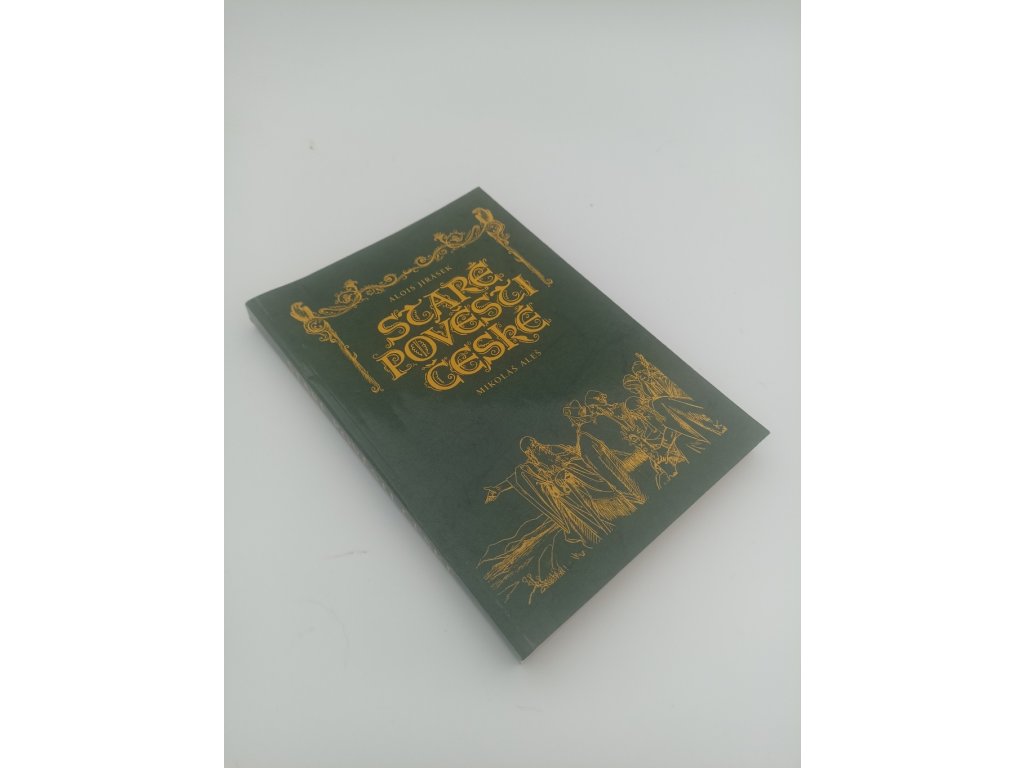 ALOIS JIRÁSEK
STARÉ
POVĚSTI
ČESKÉ
MIKOLÁŠ ALEŠ